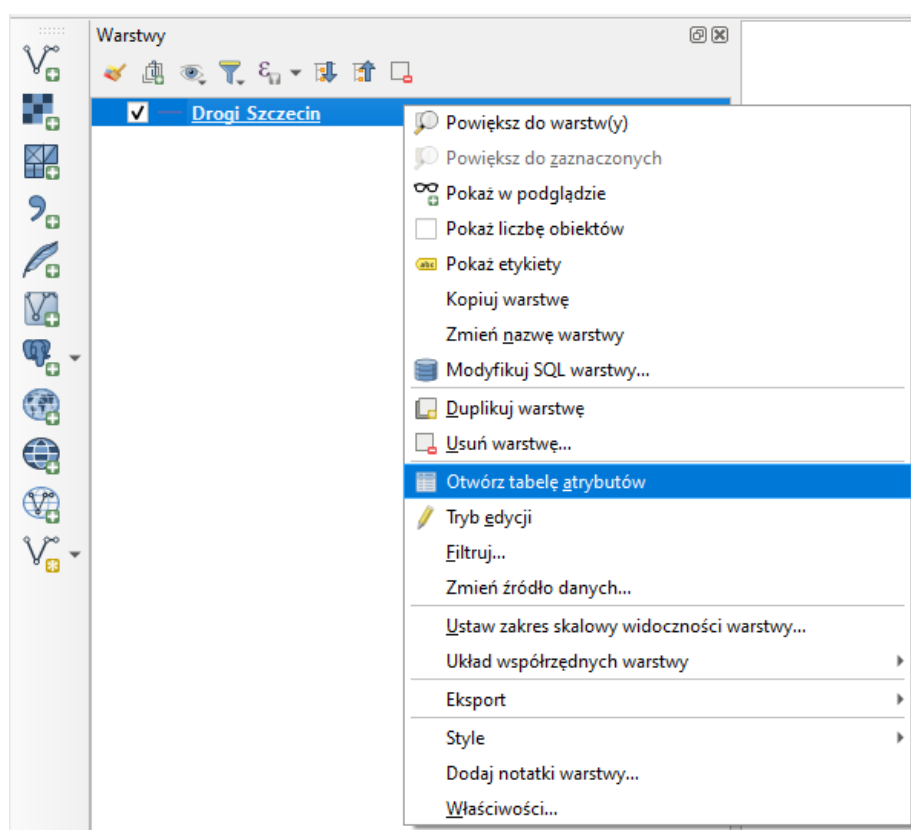 Warstwy
Drogi Szczecin
Powiększ do warstw(y)
Powiększ do zaznaczonych
Pokaż w podglądzie
Pokaż liczbę obiektów
abc Pokaż etykiety
Kopiuj warstwę
Zmień nazwę warstwy
Modyfikuj SQL warstwy...
Duplikuj warstwę
Usuń warstwę...
Otwórz tabelę atrybutów
Tryb edycji
Filtruj...
Zmień źródło danych...
Ustaw zakres skalowy widoczności warstwy...
Układ współrzędnych warstwy
Eksport
Style
Dodaj notatki warstwy...
Właściwości...